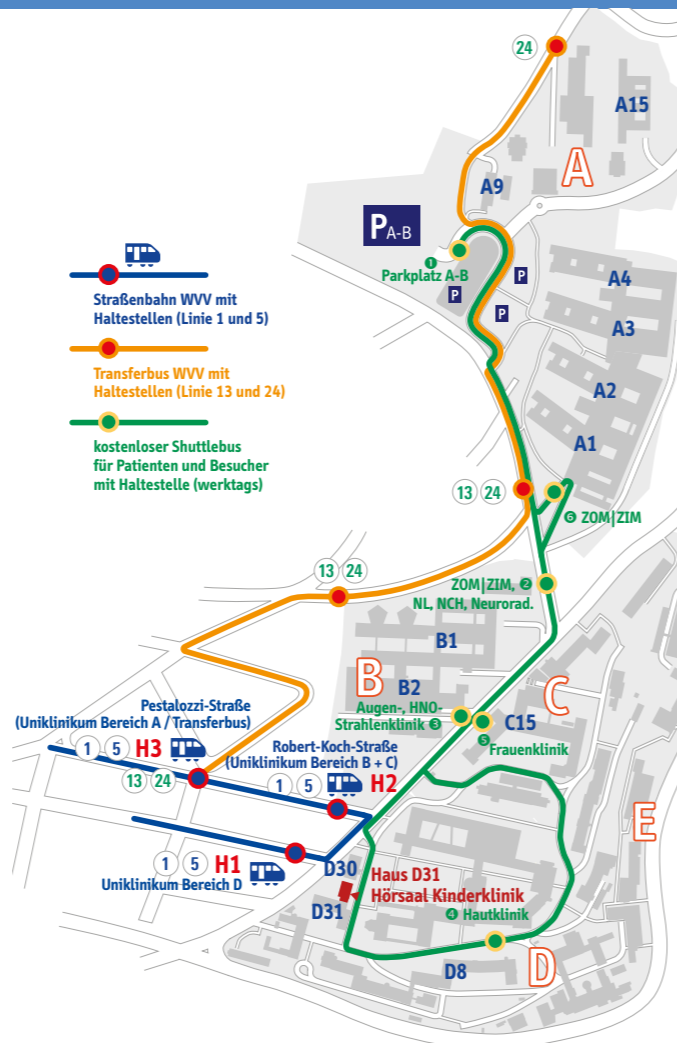 24
A15
A
A9
P A-B
❶
Parkplatz A-B
P
P
P
A4
A3
A2
A1
Straßenbahn WVV mit
Haltestellen (Linie 1 und 5)
Transferbus WVV mit
Haltestellen (Linie 13 und 24)
kostenloser Shuttlebus
für Patienten und Besucher
mit Haltestelle (werktags)
13 24
❻ ZOM|ZIM
13 24
ZOM|ZIM, ❷
NL, NCH, Neurorad.
B1
B
B2
C
Augen-, HNO-
Strahlenklinik ❸
C15
❺
Frauenklinik
Pestalozzi-Straße
(Uniklinikum Bereich A / Transferbus)
1 5 H3
13 24
Robert-Koch-Straße
(Uniklinikum Bereich B + C)
1 5 H2
E
1 5 H1
Uniklinikum Bereich D
D30
Haus D31
Hörsaal Kinderklinik
D31
❹ Hautklinik
D8
D